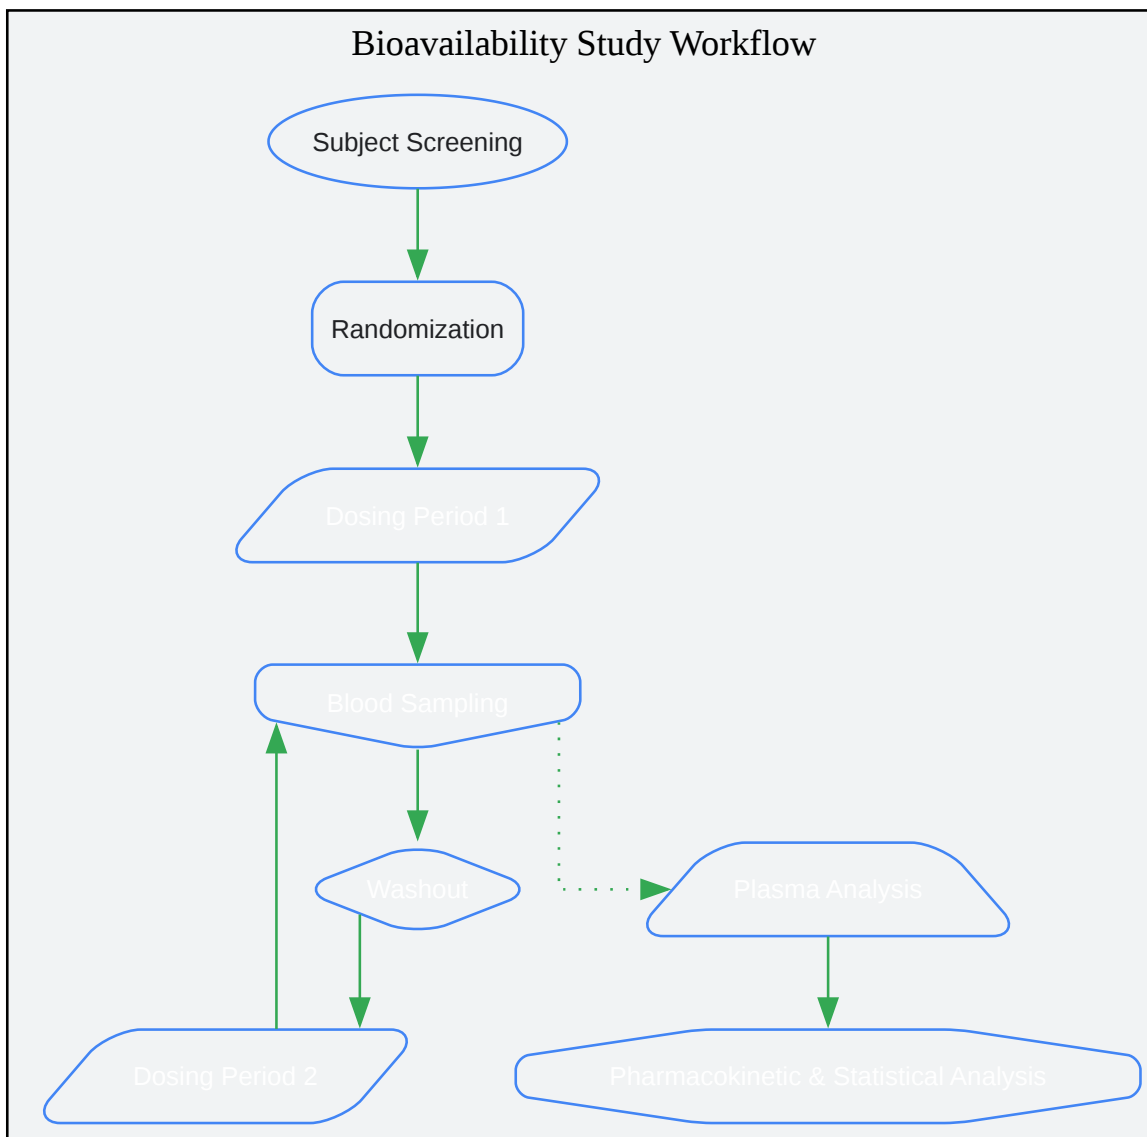 Bioavailability Study Workflow
Subject Screening
Randomization
Dosing Period 1
Blood Sampling
Washout
Plasma Analysis
Dosing Period 2
Pharmacokinetic & Statistical Analysis